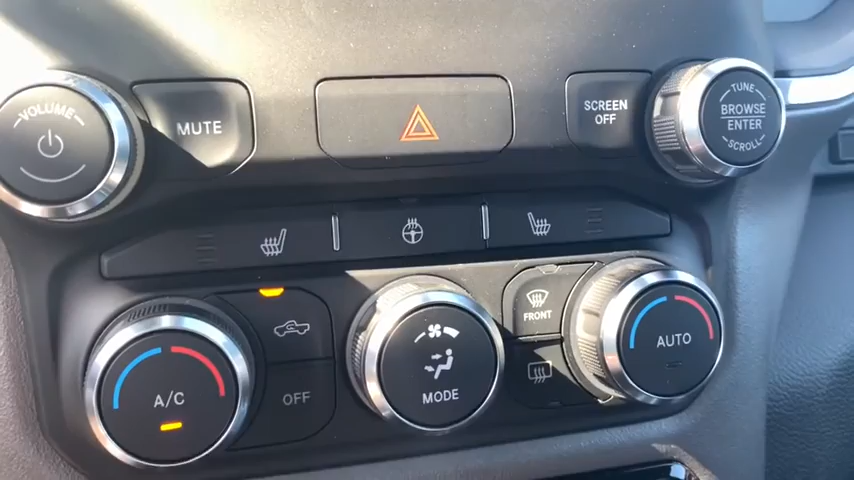 VOLUME
MUTE
SCREEN
OFF
TUNE
BROWSE
ENTER
SCROLL
FRONT
A/C
OFF
MODE
AUTO